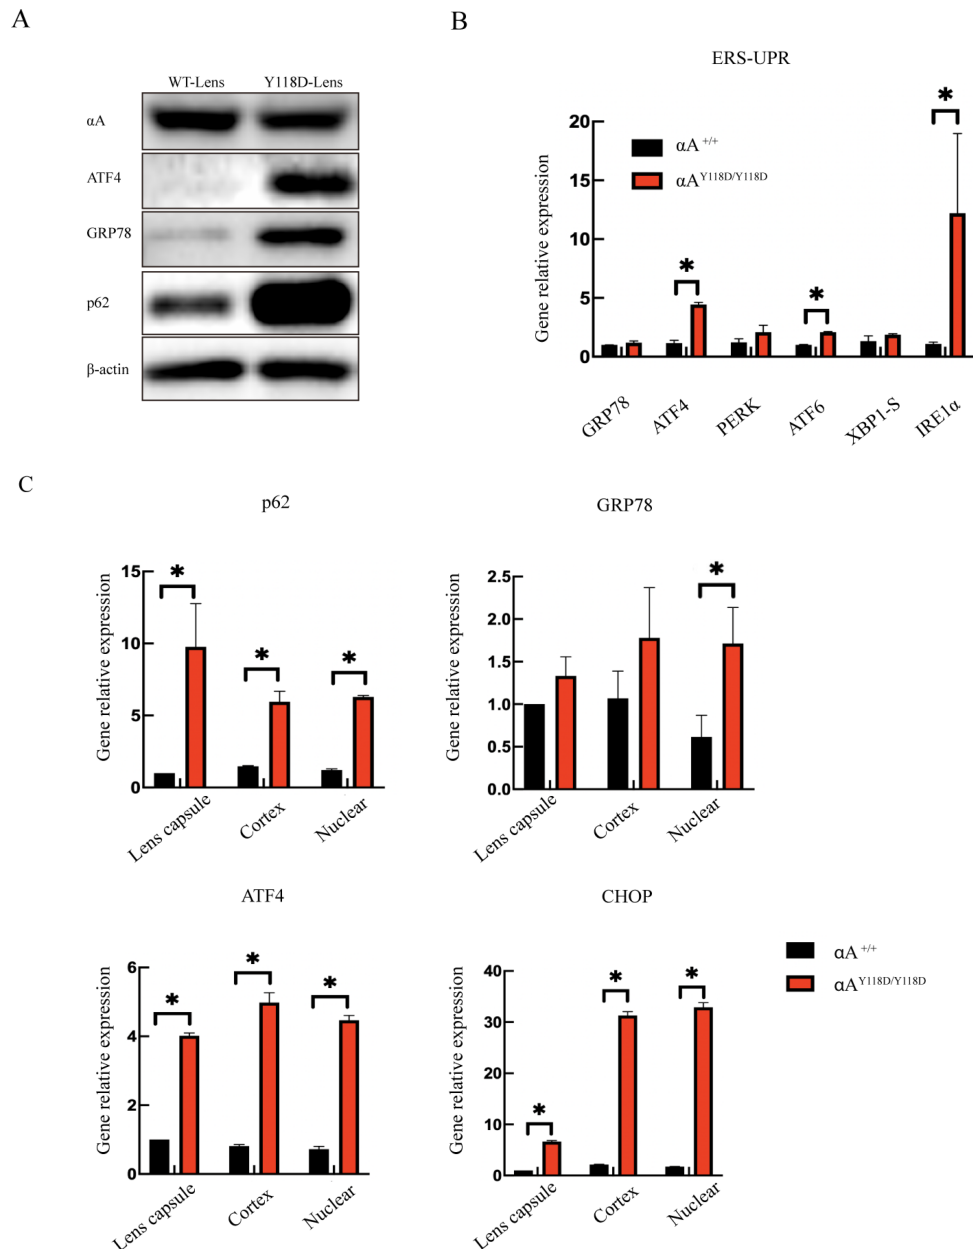 A
WT-Lens Y118D-Lens
αA
ATF4
GRP78
p62
β-actin
B
ERS-UPR
Gene relative expression
20
15
10
5
0
αA +/+
αA Y118D/Y118D
*
*
*
GRP78 ATF4 PERK ATF6 XBP1-S IRE1α
C
p62
Gene relative expression
15
10
5
0
*
*
*
Lens capsule Cortex Nuclear
GRP78
Gene relative expression
2.5
2.0
1.5
1.0
0.5
0.0
*
Lens capsule Cortex Nuclear
ATF4
Gene relative expression
6
4
2
0
*
*
*
Lens capsule Cortex Nuclear
CHOP
Gene relative expression
40
30
20
10
0
*
*
*
Lens capsule Cortex Nuclear
αA +/+
αA Y118D/Y118D